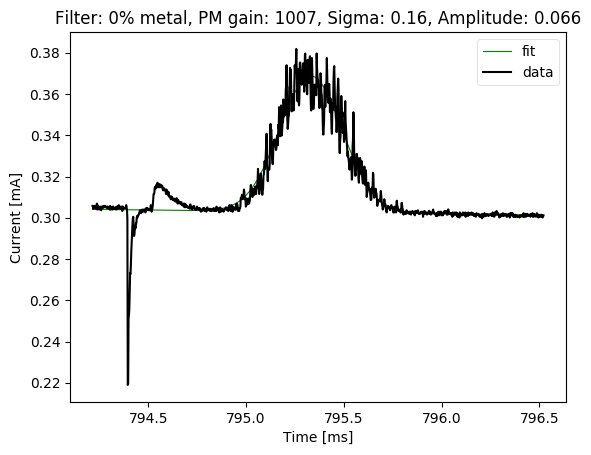 Filter: 0% metal, PM gain: 1007, Sigma: 0.16, Amplitude: 0.066
fit
data
0.38
0.36
0.34
0.32
0.30
0.28
0.26
0.24
0.22
Current [mA]
794.5 795.0 795.5 796.0 796.5
Time [ms]